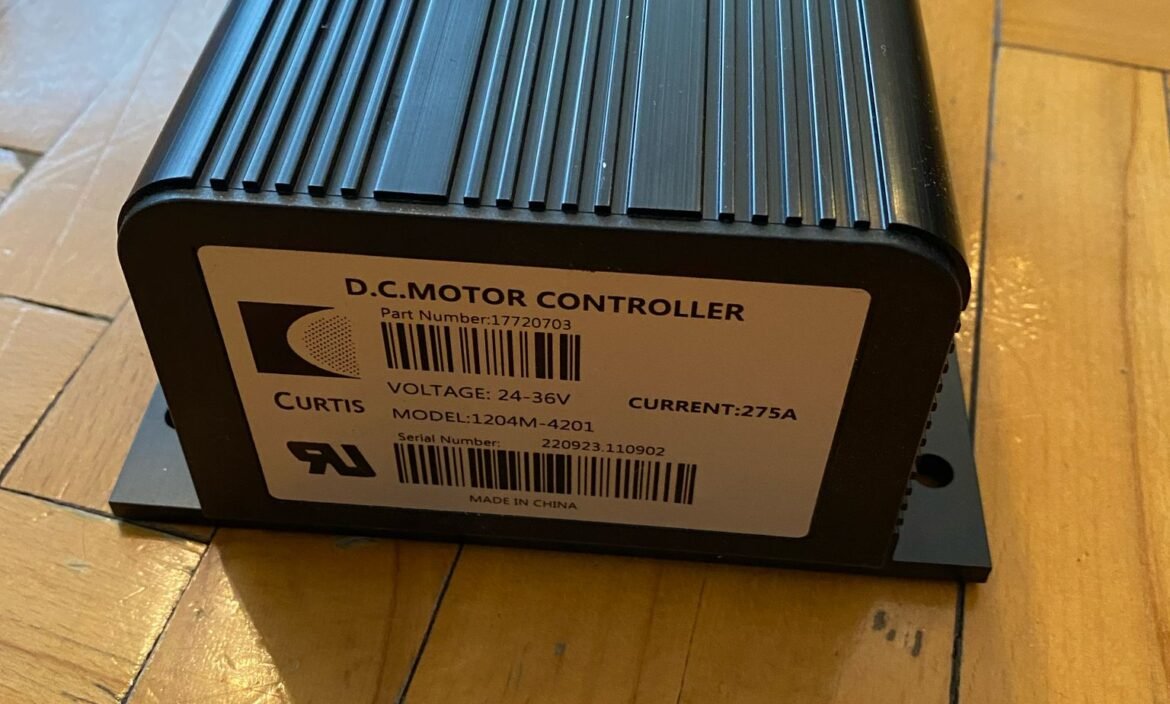 D.C.MOTOR CONTROLLER
Part Number:17720703
VOLTAGE: 24-36V
CURRENT:275A
CURTIS
MODEL:1204M-4201
Serial Number: 220923.110902
RU
MADE IN CHINA